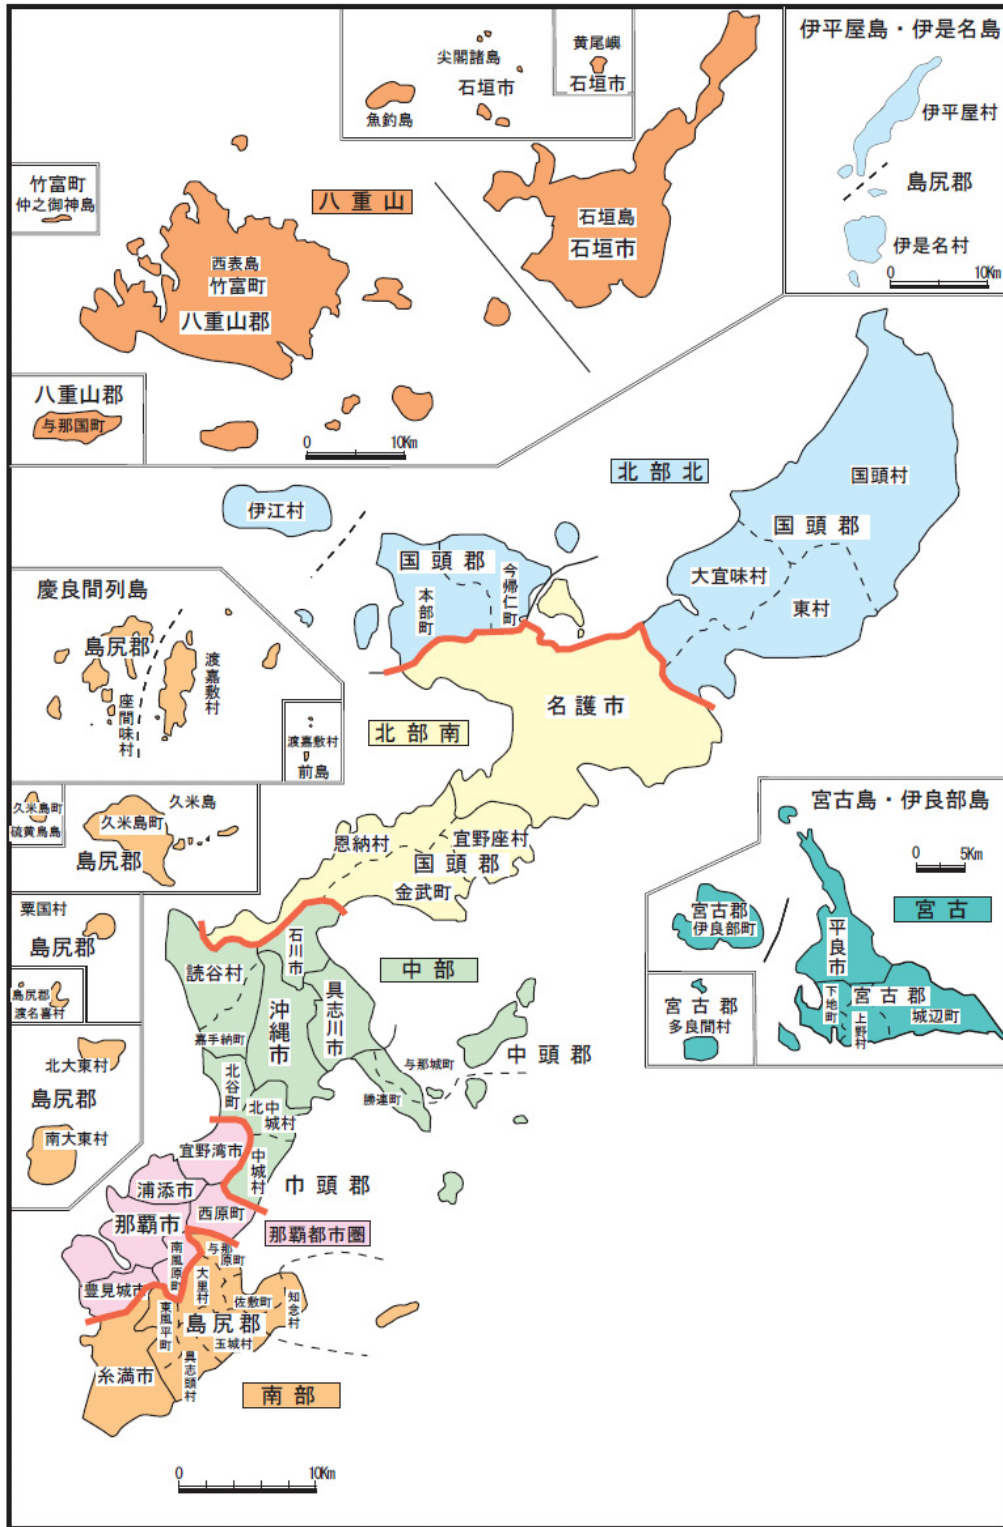 尖閣諸島
石垣市
魚釣島
黄尾嶼
石垣市
伊平屋島・伊是名島
伊平屋村
島尻郡
伊是名村
0 10Km
竹富町
仲之御神島
八重山
石垣島
石垣市
西表島
竹富町
八重山郡
八重山郡
与那国町
0 10Km
北部北
伊江村
国頭村
国頭郡
大宜味村
東村
国頭郡
本部町
今帰仁町
慶良間列島
島尻郡
渡嘉敷村
座間味村
渡嘉敷村
前島
名護市
北部南
久米島町
硫黄鳥島
久米島
久米島町
島尻郡
恩納村
宜野座村
国頭郡
金武町
宮古島・伊良部島
0 5Km
宮古
宮古郡
伊良部町
平良市
下地町
宮古郡
上野村
城辺町
宮古郡
多良間村
粟国村
島尻郡
島尻郡
渡名喜村
北大東村
島尻郡
南大東村
読谷村
石川市
中部
沖縄市
具志川市
嘉手納町
与那城町
中頭郡
勝連町
北谷町
北中
城村
宜野湾市
中城村
巾頭郡
浦添市
西原町
那覇市
那覇都市圏
南風原町
与那
原町
豊見城市
大里村
佐敷町
知念村
東風平町
島尻郡
玉城村
糸満市
具志頭村
南部
0 10Km